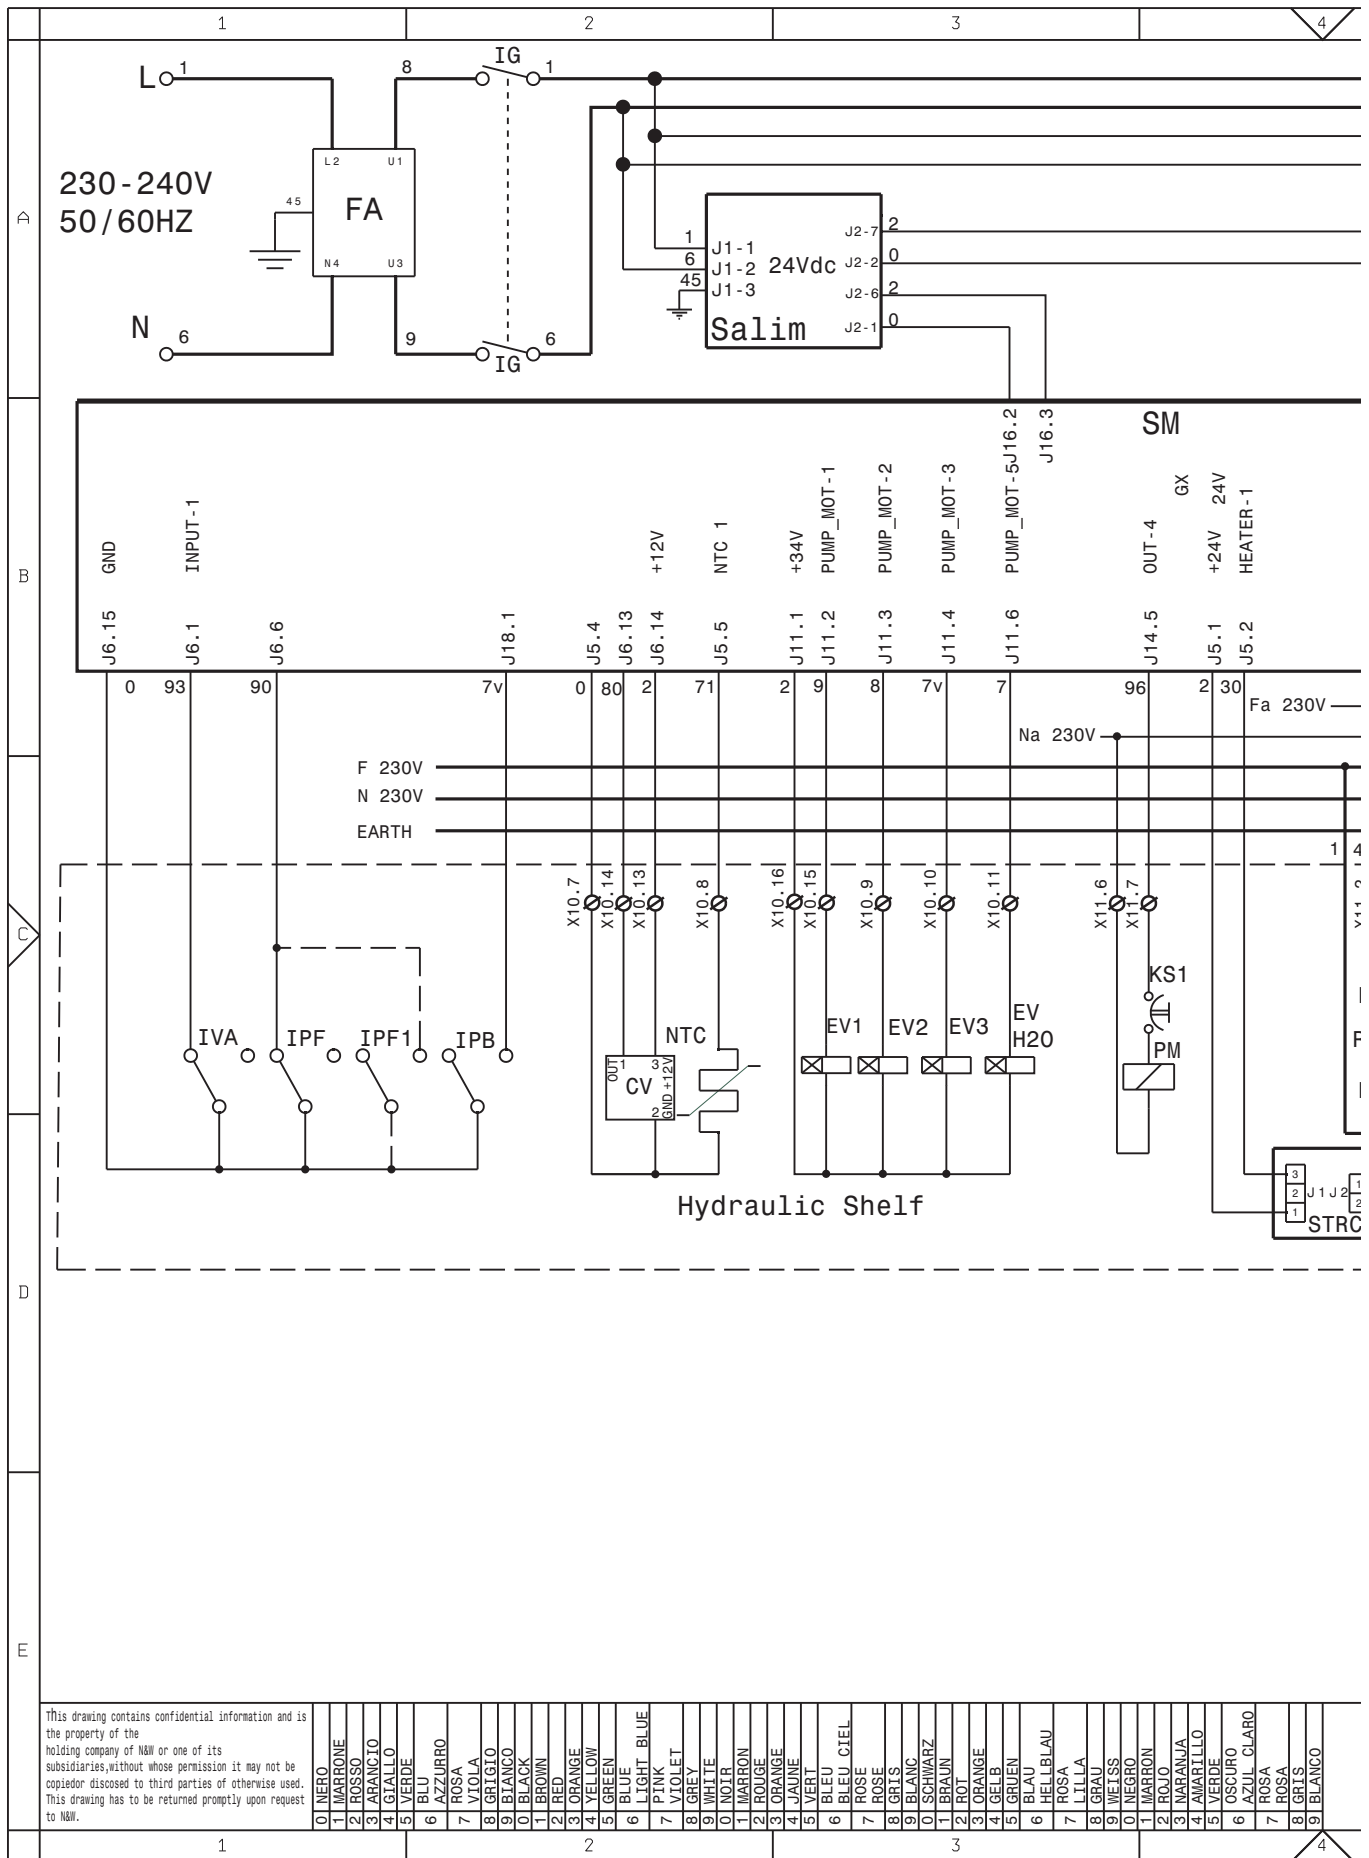 1 2 3 4
L 1 8 IG 1
L2 U1
230-240V
50/60HZ
45 FA
N4 U3
N 6 9 IG 6
A
1 J1-1 J2-7 2
6 J1-2 24Vdc J2-2 0
45 J1-3 J2-6 2
Salim J2-1 0
SM
J16.2
J16.3
B
GND
INPUT-1
+12V
NTC 1
+34V
PUMP_MOT-1
PUMP_MOT-2
PUMP_MOT-3
PUMP_MOT-5
OUT-4
GX
+24V 24V
HEATER-1
J6.15
J6.1
J6.6
J18.1
J5.4
J6.13
J6.14
J5.5
J11.1
J11.2
J11.3
J11.4
J11.6
J14.5
J5.1
J5.2
0 93 90 7v 0 80 2 71 2 9 8 7v 7 96 2 30
Fa 230V
Na 230V
F 230V
N 230V
EARTH
1 4
C
X10.7
X10.14
X10.13
X10.8
X10.16
X10.15
X10.9
X10.10
X10.11
X11.6
X11.7
KS1
IVA IPF IPF1 IPB
NTC
EV1 EV2 EV3 EV
H2O
PM
OUT 1 3 +12V
CV
2 GND
3
2 J1 J2 1
1 2
STRC
Hydraulic Shelf
D
E
This drawing contains confidential information and is
the property of the
holding company of N&W or one of its
subsidiaries,without whose permission it may not be
copiedor discosed to third parties of otherwise used.
This drawing has to be returned promptly upon request
to N&W.
0 NERO
1 MARRONE
2 ROSSO
3 ARANCIO
4 GIALLO
5 VERDE
6 BLU
AZZURRO
7 ROSA
VIOLA
8 GRIGIO
9 BIANCO
0 BLACK
1 BROWN
2 RED
3 ORANGE
4 YELLOW
5 GREEN
6 BLUE
LIGHT BLUE
7 PINK
VIOLET
8 GREY
9 WHITE
0 NOIR
1 MARRON
2 ROUGE
3 ORANGE
4 JAUNE
5 VERT
6 BLEU
BLEU CIEL
7 ROSE
ROSE
8 GRIS
9 BLANC
0 SCHWARZ
1 BRAUN
2 ROT
3 ORANGE
4 GELB
5 GRUEN
6 BLAU
HELLBLAU
7 ROSA
LILLA
8 GRAU
9 WEISS
0 NEGRO
1 MARRON
2 ROJO
3 NARANJA
4 AMARILLO
5 VERDE
6 OSCURO
AZUL CLARO
7 ROSA
ROSA
8 GRIS
9 BLANCO
1 2 3 4